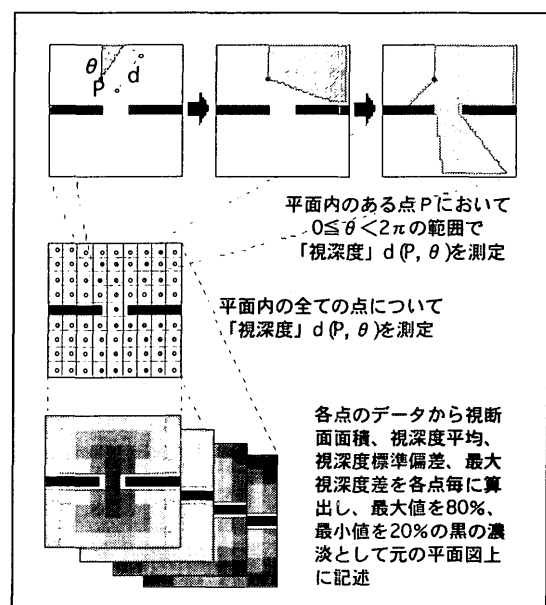 θ
d
P
平面内のある点Pにおいて
0≦θ<2πの範囲で
「視深度」d(P, θ)を測定
平面内の全ての点について
「視深度」d(P, θ)を測定
各点のデータから視断
面面積、視深度平均、
視深度標準偏差、最大
視深度差を各点毎に算
出し、最大値を80%、
最小値を20%の黒の濃
淡として元の平面図上
に記述